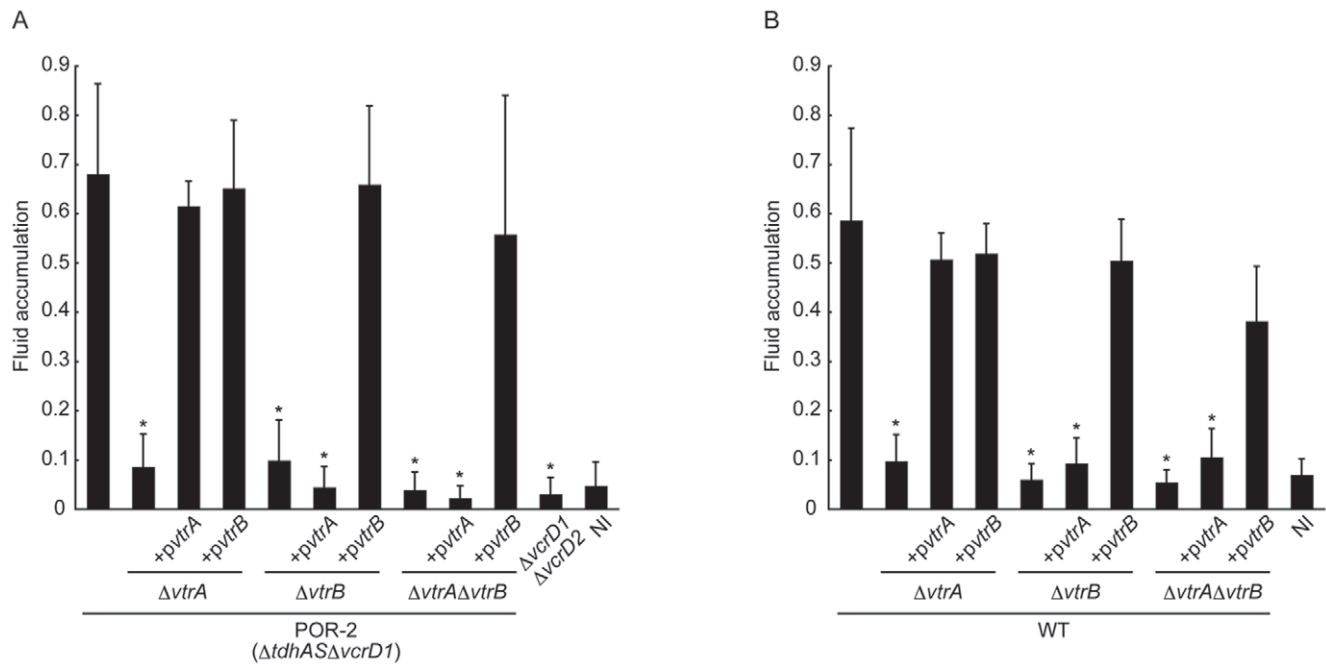 A
Fluid accumulation
0.9
0.8
0.7
0.6
0.5
0.4
0.3
0.2
0.1
0
* * * * * *
+pvtrA +pvtrB +pvtrA +pvtrB +pvtrA +pvtrB ΔvcrD1 ΔvcrD2 NI
ΔvtrA ΔvtrB ΔvtrAΔvtrB
POR-2
(ΔtdhASΔvcrD1)
B
Fluid accumulation
0.9
0.8
0.7
0.6
0.5
0.4
0.3
0.2
0.1
0
* * * * *
+pvtrA +pvtrB +pvtrA +pvtrB +pvtrA +pvtrB NI
ΔvtrA ΔvtrB ΔvtrAΔvtrB
WT